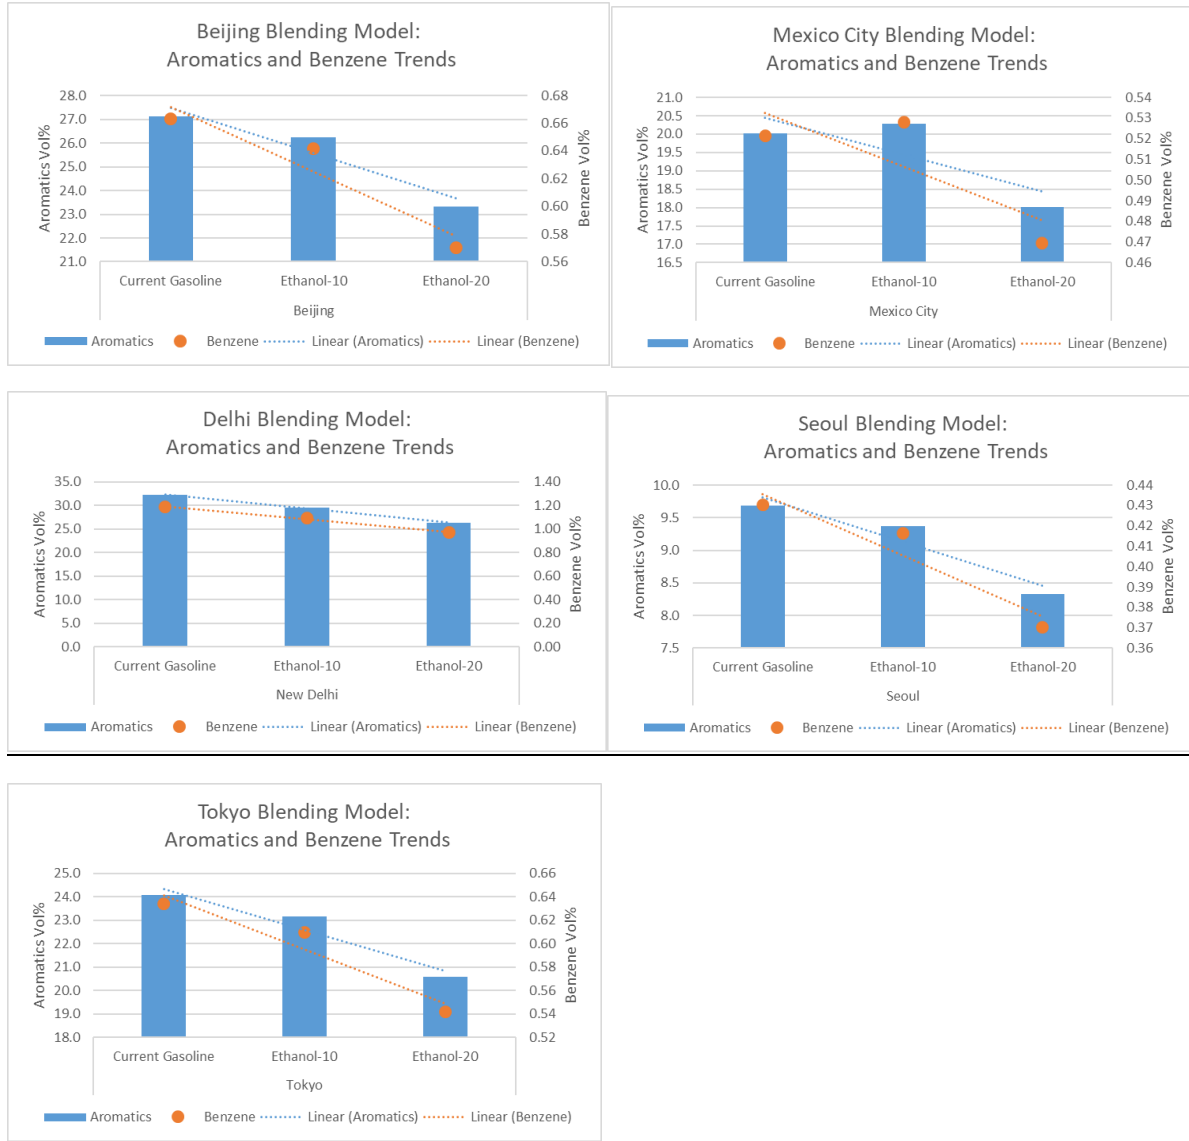 Beijing Blending Model:
Aromatics and Benzene Trends
Aromatics Vol%
28.0
27.0
26.0
25.0
24.0
23.0
22.0
21.0
0.68
0.66
0.64
0.62
0.60
0.58
0.56
Benzene Vol%
Current Gasoline Ethanol-10 Ethanol-20
Beijing
Aromatics Benzene Linear (Aromatics) Linear (Benzene)
Mexico City Blending Model:
Aromatics and Benzene Trends
Aromatics Vol%
21.0
20.5
20.0
19.5
19.0
18.5
18.0
17.5
17.0
16.5
0.54
0.53
0.52
0.51
0.50
0.49
0.48
0.47
0.46
Benzene Vol%
Current Gasoline Ethanol-10 Ethanol-20
Mexico City
Aromatics Benzene Linear (Aromatics) Linear (Benzene)
Delhi Blending Model:
Aromatics and Benzene Trends
Aromatics Vol%
35.0
30.0
25.0
20.0
15.0
10.0
5.0
0.0
1.40
1.20
1.00
0.80
0.60
0.40
0.20
0.00
Benzene Vol%
Current Gasoline Ethanol-10 Ethanol-20
New Delhi
Aromatics Benzene Linear (Aromatics) Linear (Benzene)
Seoul Blending Model:
Aromatics and Benzene Trends
Aromatics Vol%
10.0
9.5
9.0
8.5
8.0
7.5
0.44
0.43
0.42
0.41
0.40
0.39
0.38
0.37
0.36
Benzene Vol%
Current Gasoline Ethanol-10 Ethanol-20
Seoul
Aromatics Benzene Linear (Aromatics) Linear (Benzene)
Tokyo Blending Model:
Aromatics and Benzene Trends
Aromatics Vol%
25.0
24.0
23.0
22.0
21.0
20.0
19.0
18.0
0.66
0.64
0.62
0.60
0.58
0.56
0.54
0.52
Benzene Vol%
Current Gasoline Ethanol-10 Ethanol-20
Tokyo
Aromatics Benzene Linear (Aromatics) Linear (Benzene)